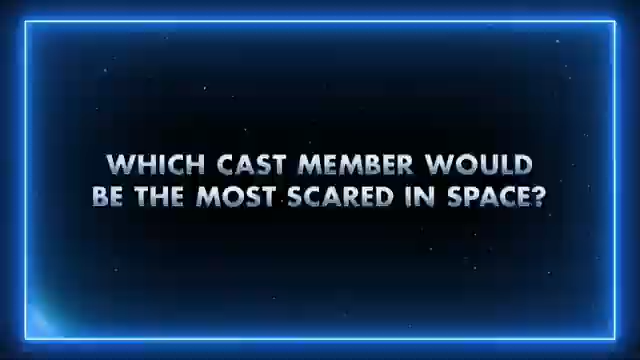 WHICH CAST MEMBER WOULD
BE THE MOST SCARED IN SPACE?